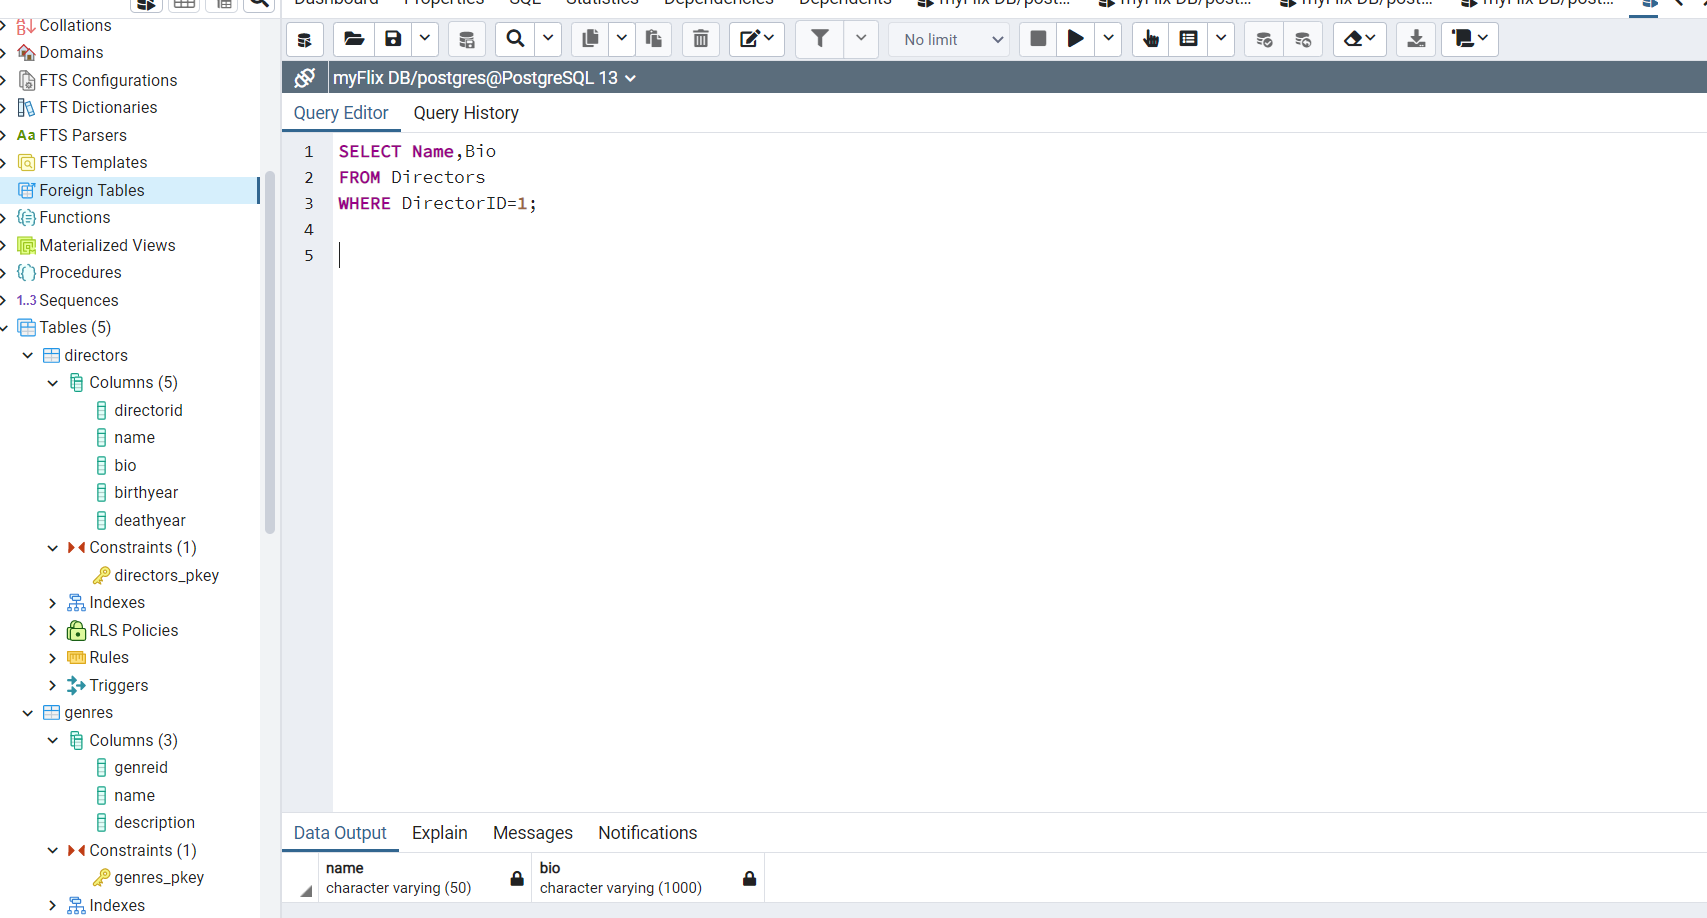 Dashboard Properties SQL Statistics Dependencies Dependents myFlix DB/post... myFlix DB/post... myFlix DB/post... myFlix DB/post...
No limit
myFlix DB/postgres@PostgreSQL 13
Query Editor Query History
1 SELECT Name,Bio
2 FROM Directors
3 WHERE DirectorID=1;
4
5
Collations
Domains
FTS Configurations
FTS Dictionaries
Aa FTS Parsers
FTS Templates
Foreign Tables
Functions
Materialized Views
Procedures
1..3 Sequences
Tables (5)
directors
Columns (5)
directorid
name
bio
birthyear
deathyear
Constraints (1)
directors_pkey
Indexes
RLS Policies
Rules
Triggers
genres
Columns (3)
genreid
name
description
Constraints (1)
genres_pkey
Indexes
Data Output Explain Messages Notifications
name
character varying (50)
bio
character varying (1000)